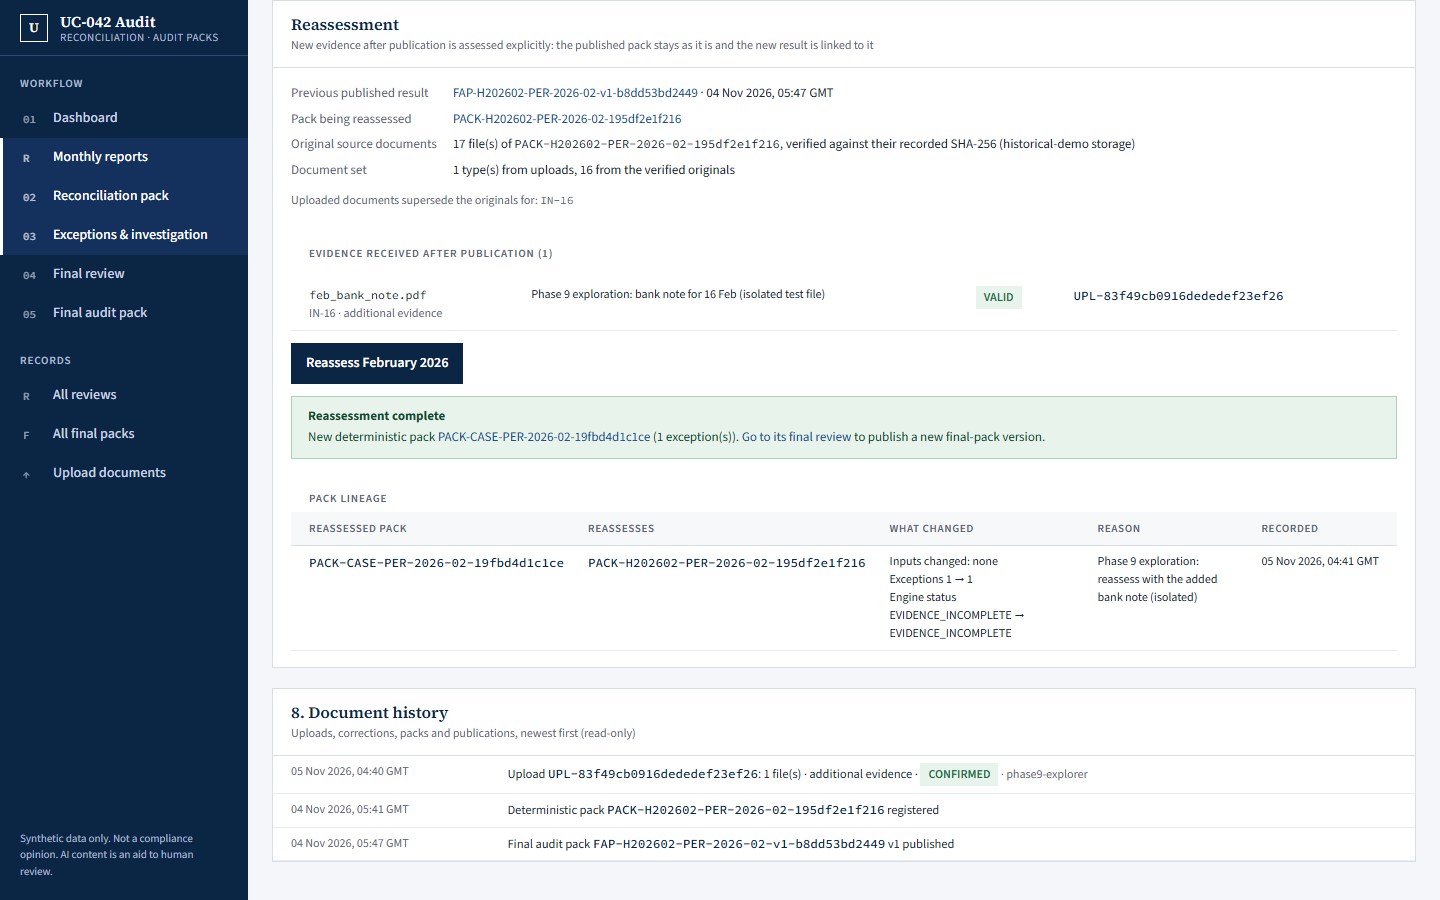 U
UC-042 Audit
RECONCILIATION · AUDIT PACKS
WORKFLOW
01 Dashboard
R Monthly reports
02 Reconciliation pack
03 Exceptions & investigation
04 Final review
05 Final audit pack
RECORDS
R All reviews
F All final packs
↑ Upload documents
Synthetic data only. Not a compliance
opinion. AI content is an aid to human
review.
Reassessment
New evidence after publication is assessed explicitly: the published pack stays as it is and the new result is linked to it
Previous published result FAP-H202602-PER-2026-02-v1-b8dd53bd2449 · 04 Nov 2026, 05:47 GMT
Pack being reassessed PACK-H202602-PER-2026-02-195df2e1f216
Original source documents 17 file(s) of PACK-H202602-PER-2026-02-195df2e1f216, verified against their recorded SHA-256 (historical-demo storage)
Document set 1 type(s) from uploads, 16 from the verified originals
Uploaded documents supersede the originals for: IN-16
EVIDENCE RECEIVED AFTER PUBLICATION (1)
feb_bank_note.pdf Phase 9 exploration: bank note for 16 Feb (isolated test file) VALID UPL-83f49cb0916dededef23ef26
IN-16 · additional evidence
Reassess February 2026
Reassessment complete
New deterministic pack PACK-CASE-PER-2026-02-19fbd4d1c1ce (1 exception(s)). Go to its final review to publish a new final-pack version.
PACK LINEAGE
REASSESSED PACK REASSESSES WHAT CHANGED REASON RECORDED
PACK-CASE-PER-2026-02-19fbd4d1c1ce PACK-H202602-PER-2026-02-195df2e1f216 Inputs changed: none Phase 9 exploration: 05 Nov 2026, 04:41 GMT
Exceptions 1 → 1 reassess with the added
Engine status bank note (isolated)
EVIDENCE_INCOMPLETE →
EVIDENCE_INCOMPLETE
8. Document history
Uploads, corrections, packs and publications, newest first (read-only)
05 Nov 2026, 04:40 GMT Upload UPL-83f49cb0916dededef23ef26: 1 file(s) · additional evidence · CONFIRMED · phase9-explorer
04 Nov 2026, 05:41 GMT Deterministic pack PACK-H202602-PER-2026-02-195df2e1f216 registered
04 Nov 2026, 05:47 GMT Final audit pack FAP-H202602-PER-2026-02-v1-b8dd53bd2449 v1 published